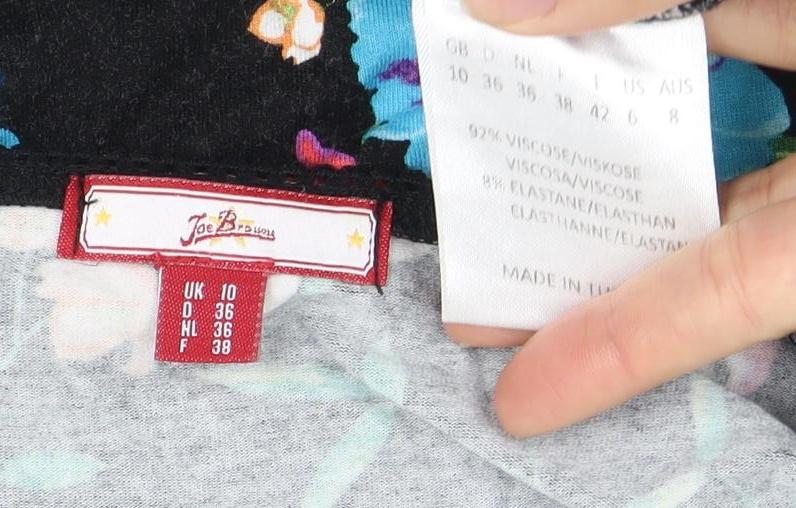 Joe Browns
UK 10
D 36
NL 36
F 38
GB D NL F I US AUS
10 36 36 38 42 6 8
92% VISCOSE/VISKOSE
VISCOSA/VISCOSE
8% ELASTANE/ELASTHAN
ELASTHANNE/ELASTAN
MADE IN